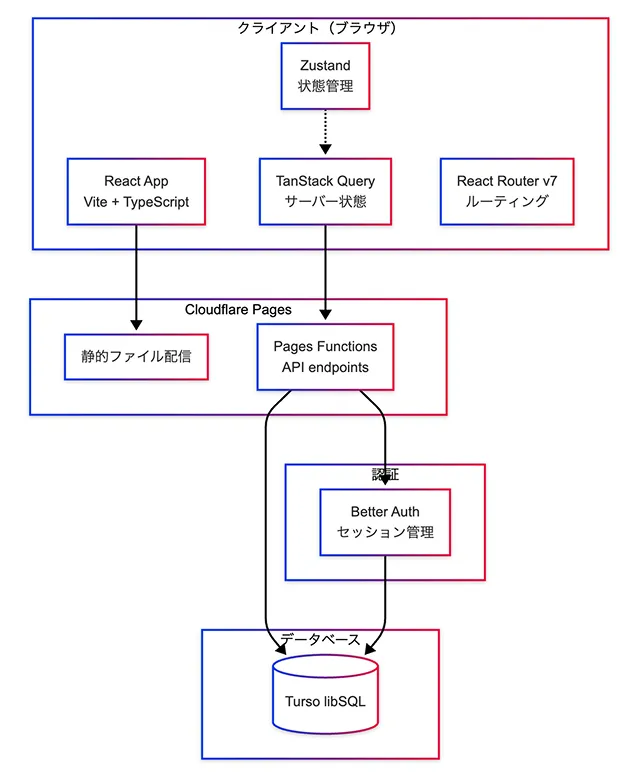 クライアント（ブラウザ）
Zustand
状態管理
React App
Vite + TypeScript
TanStack Query
サーバー状態
React Router v7
ルーティング
Cloudflare Pages
静的ファイル配信
Pages Functions
API endpoints
認証
Better Auth
セッション管理
データベース
Turso libSQL